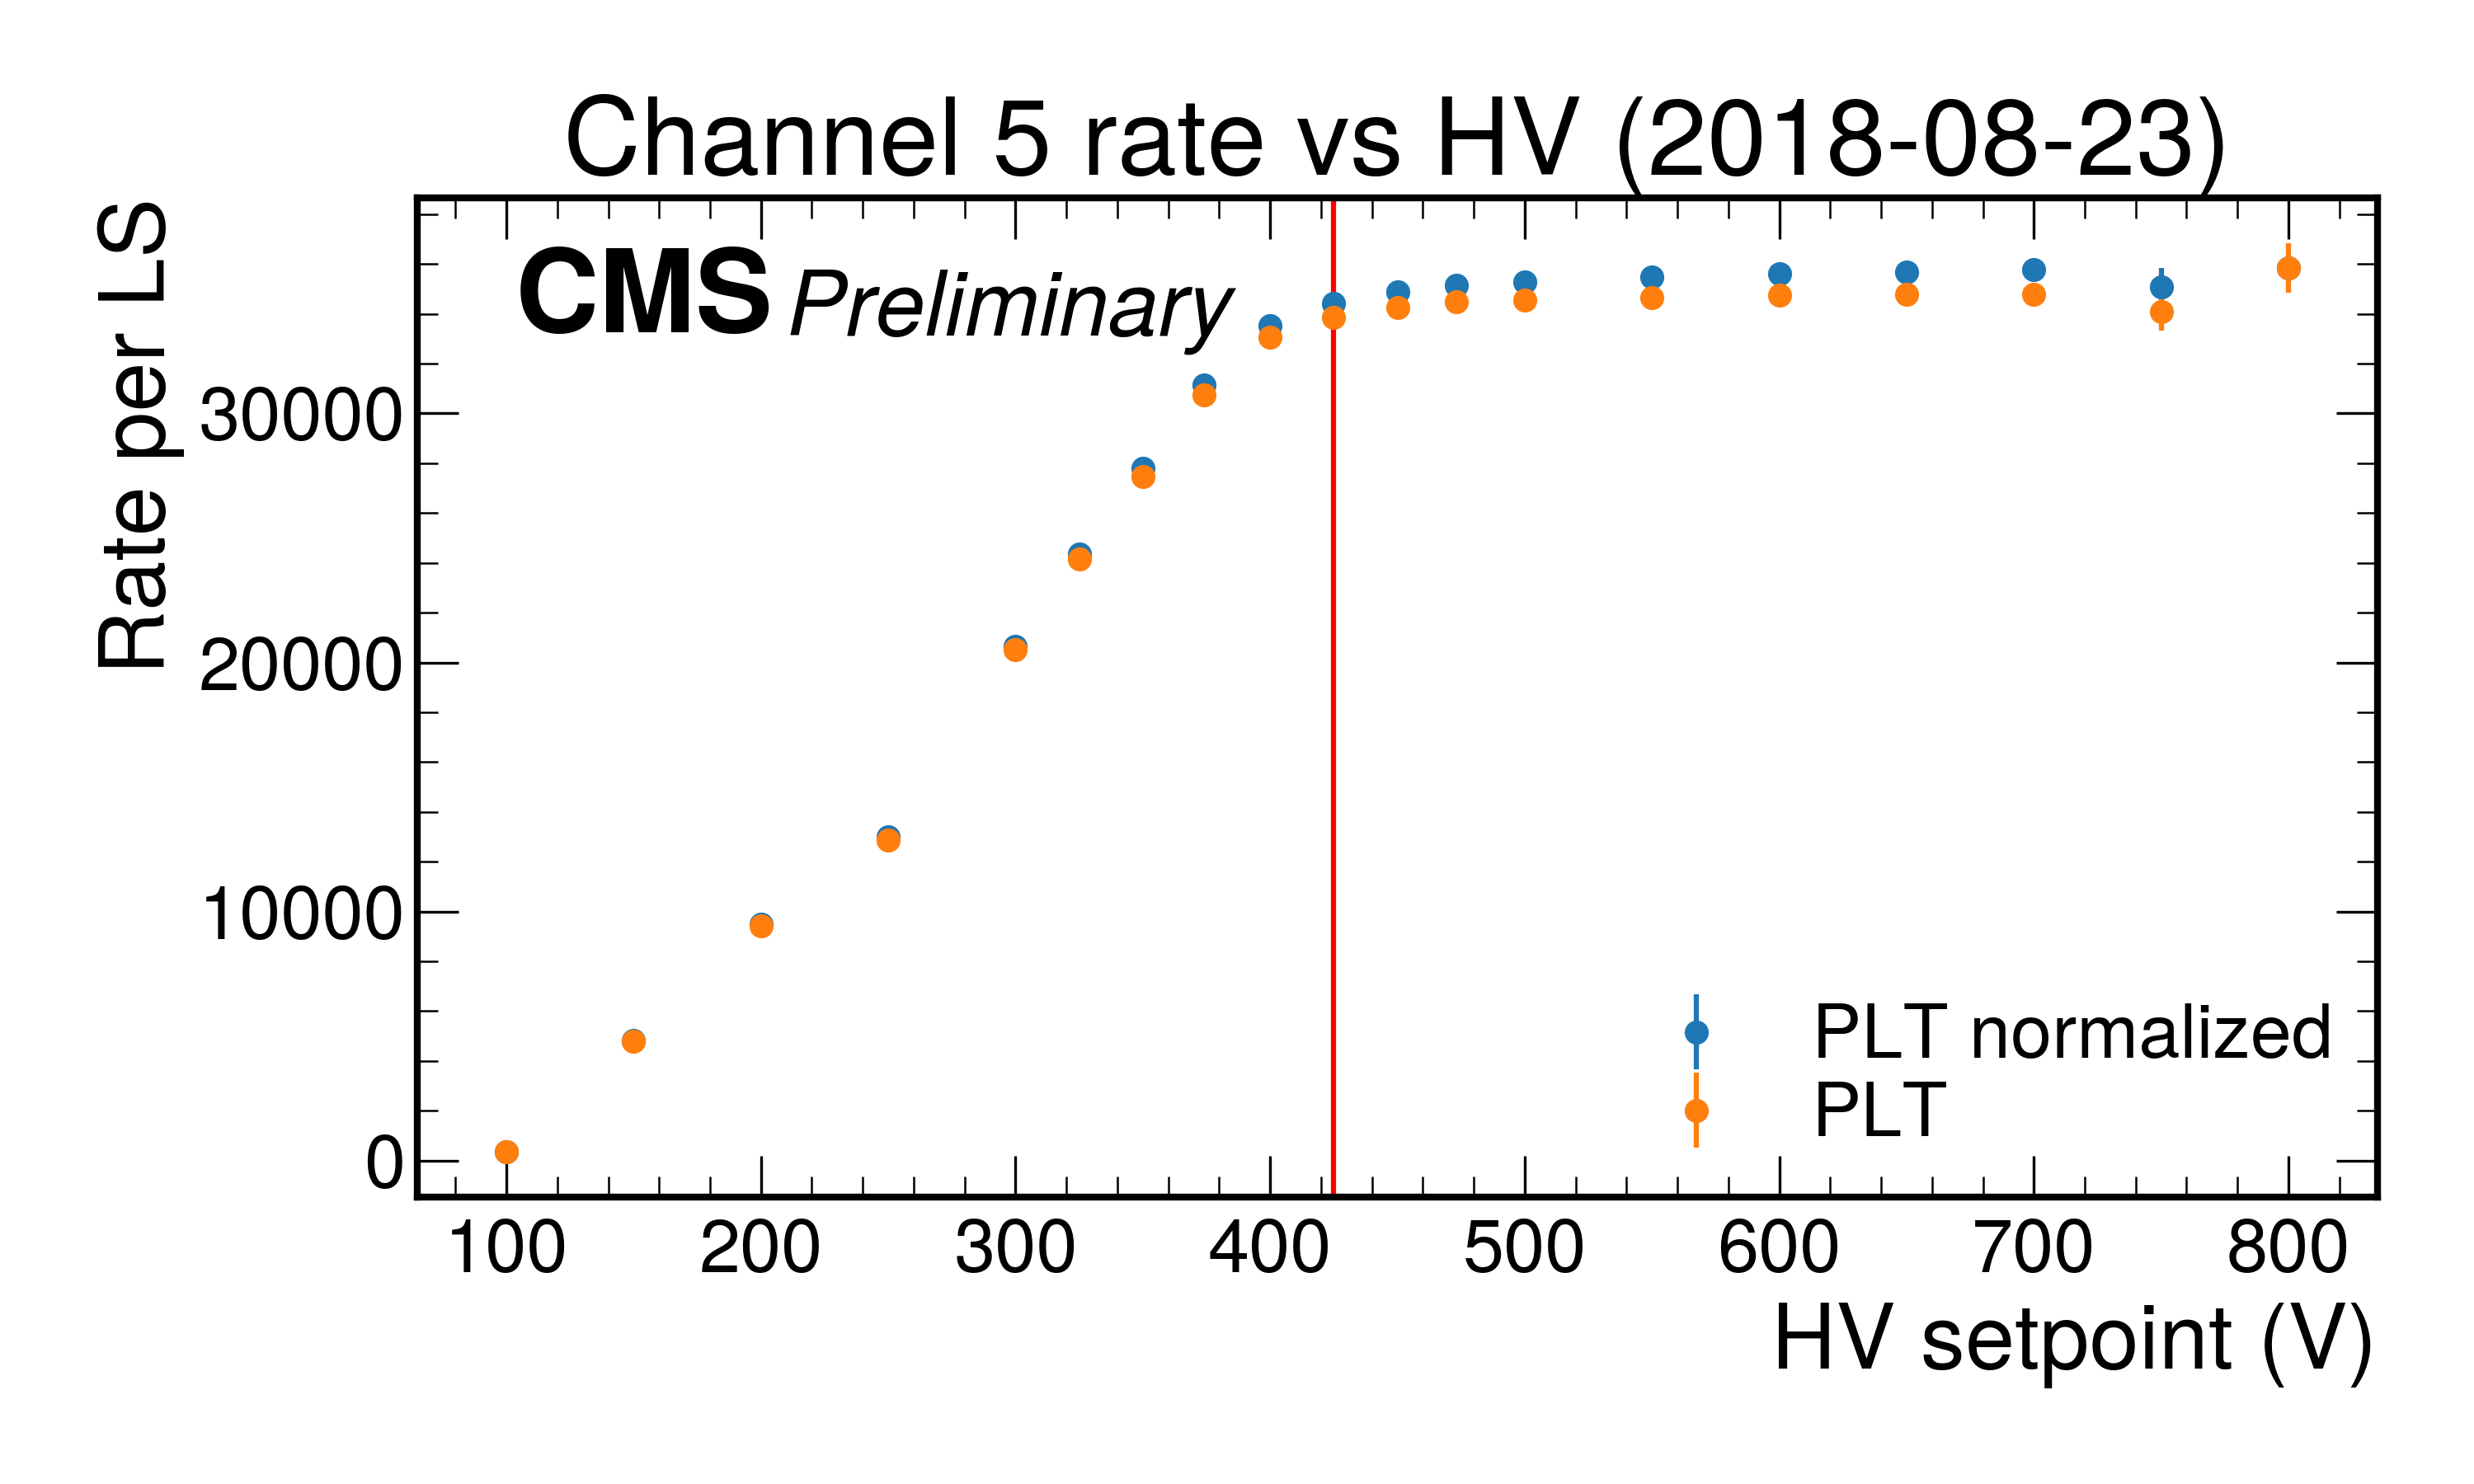 Channel 5 rate vs HV (2018-08-23)
CMS Preliminary
Rate per LS
30000
20000
10000
0
PLT normalized
PLT
100 200 300 400 500 600 700 800
HV setpoint (V)